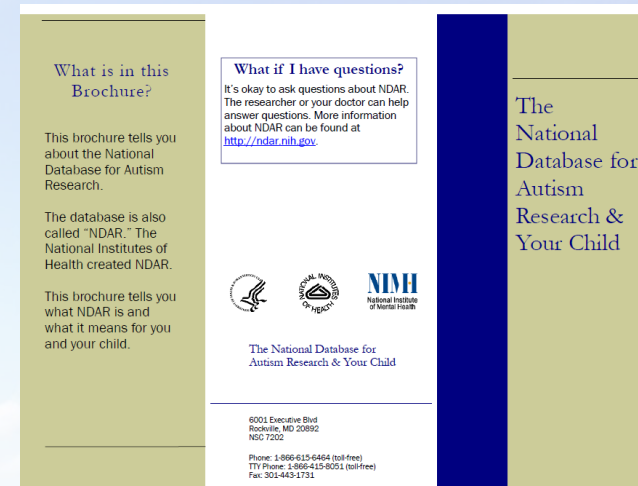 What is in this
Brochure?
This brochure tells you
about the National
Database for Autism
Research.
The database is also
called “NDAR.” The
National Institutes of
Health created NDAR.
This brochure tells you
what NDAR is and
what it means for you
and your child.
What if I have questions?
It’s okay to ask questions about NDAR.
The researcher or your doctor can help
answer questions. More information
about NDAR can be found at
http://ndar.nih.gov.
NATIONAL INSTITUTES
OF HEALTH
NIMH
National Institute
of Mental Health
The National Database for
Autism Research & Your Child
6001 Executive Blvd
Rockville, MD 20892
NSC 7202
Phone: 1-866-615-6464 (toll-free)
TTY Phone: 1-866-415-8051 (toll-free)
Fax: 301-443-1731
The
National
Database for
Autism
Research &
Your Child